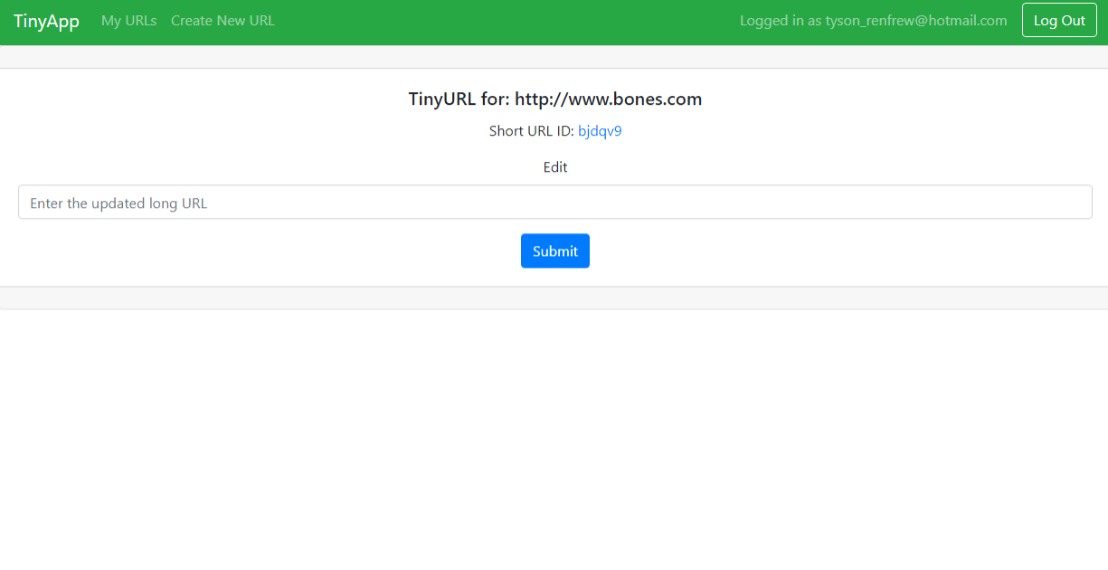 TinyApp My URLs Create New URL Logged in as tyson_renfrew@hotmail.com Log Out
TinyURL for: http://www.bones.com
Short URL ID: bjdqv9
Edit
Enter the updated long URL
Submit